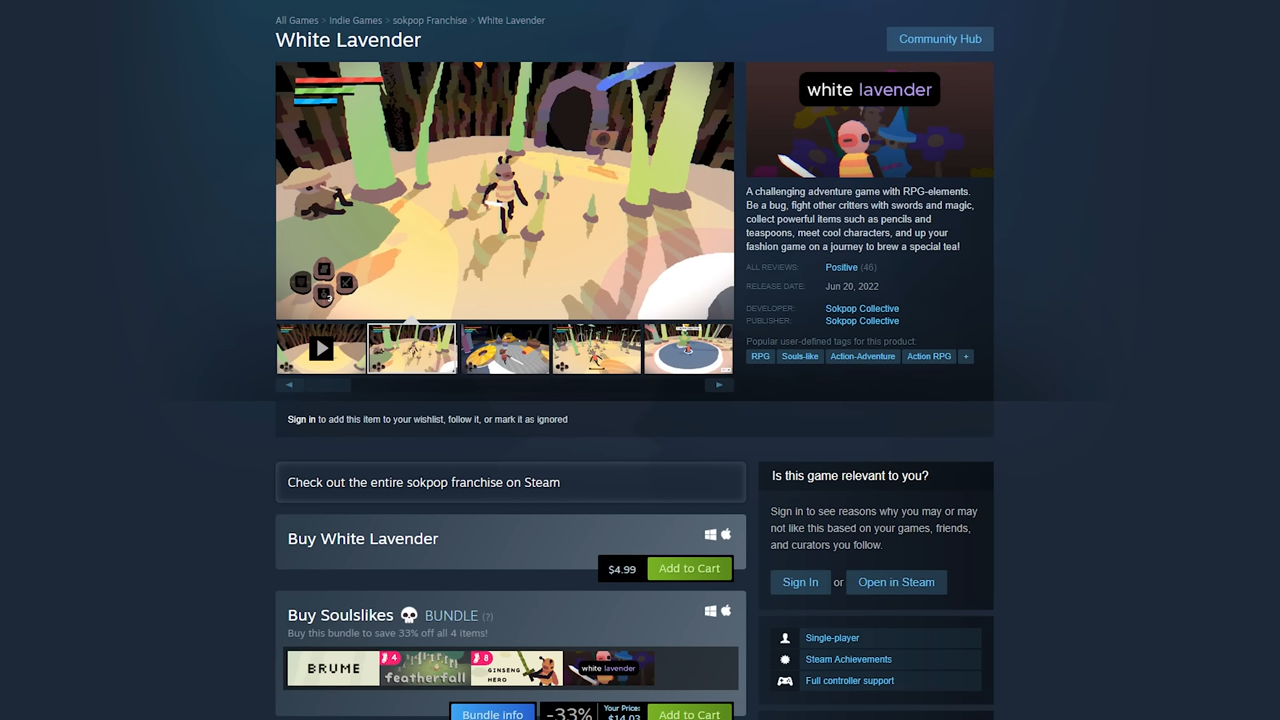 All Games > Indie Games > sokpop Franchise > White Lavender
White Lavender
Community Hub
white lavender
A challenging adventure game with RPG-elements.
Be a bug, fight other critters with swords and magic,
collect powerful items such as pencils and
teaspoons, meet cool characters, and up your
fashion game on a journey to brew a special tea!
ALL REVIEWS: Positive (46)
RELEASE DATE: Jun 20, 2022
DEVELOPER: Sokpop Collective
PUBLISHER: Sokpop Collective
Popular user-defined tags for this product:
RPG Souls-like Action-Adventure Action RPG +
Sign in to add this item to your wishlist, follow it, or mark it as ignored
Check out the entire sokpop franchise on Steam
Buy White Lavender
$4.99 Add to Cart
Buy Soulslikes BUNDLE (?)
Buy this bundle to save 33% off all 4 items!
BRUME
4
featherfall
8
GINSENG
HERO
white lavender
Bundle info -33% Your Price: $14.03 Add to Cart
Is this game relevant to you?
Sign in to see reasons why you may or may
not like this based on your games, friends,
and curators you follow.
Sign In or Open in Steam
Single-player
Steam Achievements
Full controller support